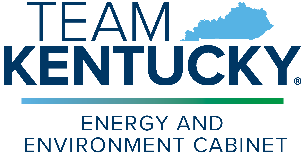 TEAM
KENTUCKY®
ENERGY AND
ENVIRONMENT CABINET